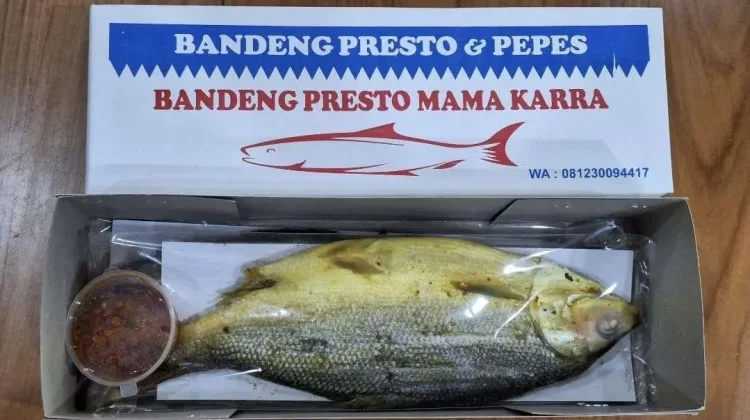 BANDENG PRESTO & PEPES
BANDENG PRESTO MAMA KARRA
WA : 081230094417